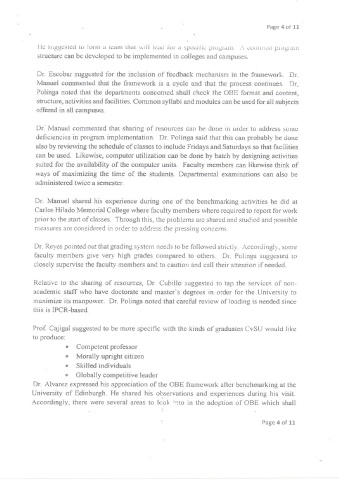 Page 4 of 11
He suggested to form a team that will lead for a specific program. A common program
structure can be developed to be implemented in colleges and campuses.
Dr. Escobar suggested for the inclusion of feedback mechanism in the framework. Dr.
Manuel commented that the framework is a cycle and that the process continues. Dr.
Polinga noted that the departments concerned shall check the OBE format and content,
structure, activities and facilities. Common syllabi and modules can be used for all subjects
offered in all campuses.
Dr. Manuel commented that sharing of resources can be done in order to address some
deficiencies in program implementation. Dr. Polinga said that this can probably be done
also by reviewing the schedule of classes to include Fridays and Saturdays so that facilities
can be used. Likewise, computer utilization can be done by batch by designing activities
suited for the availability of the computer units. Faculty members can likewise think of
ways of maximizing the time of the students. Departmental examinations can also be
administered twice a semester.
Dr. Manuel shared his experience during one of the benchmarking activities he did at
Carlos Hilado Memorial College where faculty members where required to report for work
prior to the start of classes. Through this, the problems are shared and studied and possible
measures are considered in order to address the pressing concerns.
Dr. Reyes pointed out that grading system needs to be followed strictly. Accordingly, some
faculty members give very high grades compared to others. Dr. Polinga suggested to
closely supervise the faculty members and to caution and call their attention if needed.
Relative to the sharing of resources, Dr. Cubillo suggested to tap the services of non-
academic staff who have doctorate and master's degrees in order for the University to
maximize its manpower. Dr. Polinga noted that careful review of loading is needed since
this is IPCR-based.
Prof. Cajigal suggested to be more specific with the kinds of graduates CvSU would like
to produce:
• Competent professor
• Morally upright citizen
• Skilled individuals
• Globally competitive leader
Dr. Alvarez expressed his appreciation of the OBE framework after benchmarking at the
University of Edinburgh. He shared his observations and experiences during his visit.
Accordingly, there were several areas to look into in the adoption of OBE which shall
Page 4 of 11